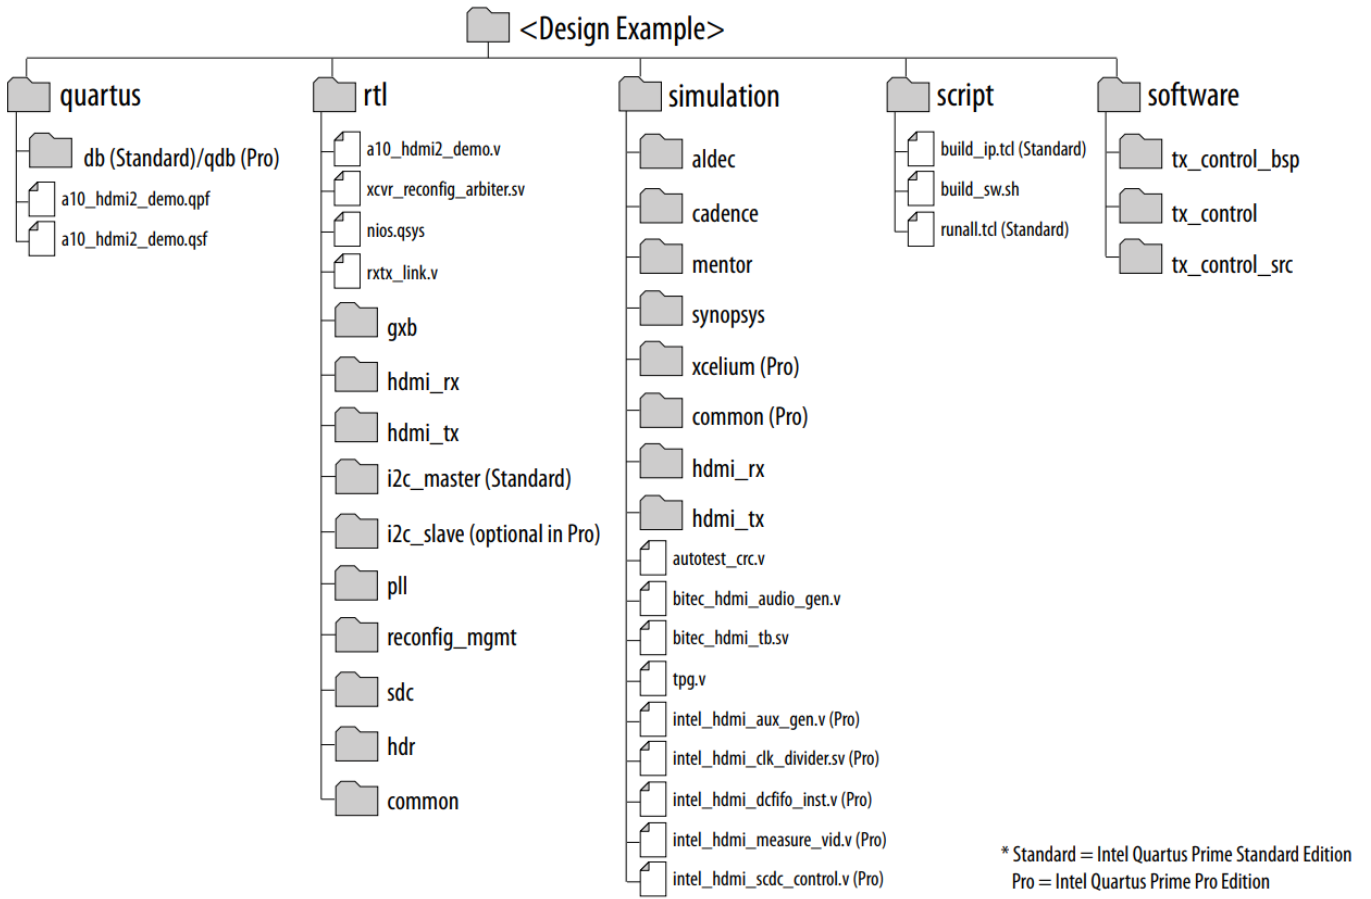 <Design Example>
quartus
db (Standard)/qdb (Pro)
a10_hdmi2_demo.qpf
a10_hdmi2_demo.qsf
rtl
a10_hdmi2_demo.v
xcvr_reconfig_arbiter.sv
nios.qsys
rxtx_link.v
gxb
hdmi_rx
hdmi_tx
i2c_master (Standard)
i2c_slave (optional in Pro)
pll
reconfig_mgmt
sdc
hdr
common
simulation
aldec
cadence
mentor
synopsys
xcelium (Pro)
common (Pro)
hdmi_rx
hdmi_tx
autotest_crc.v
bitec_hdmi_audio_gen.v
bitec_hdmi_tb.sv
tpg.v
intel_hdmi_aux_gen.v (Pro)
intel_hdmi_clk_divider.sv (Pro)
intel_hdmi_dcfifo_inst.v (Pro)
intel_hdmi_measure_vid.v (Pro)
intel_hdmi_scdc_control.v (Pro)
script
build_ip.tcl (Standard)
build_sw.sh
runall.tcl (Standard)
software
tx_control_bsp
tx_control
tx_control_src
* Standard = Intel Quartus Prime Standard Edition
Pro = Intel Quartus Prime Pro Edition